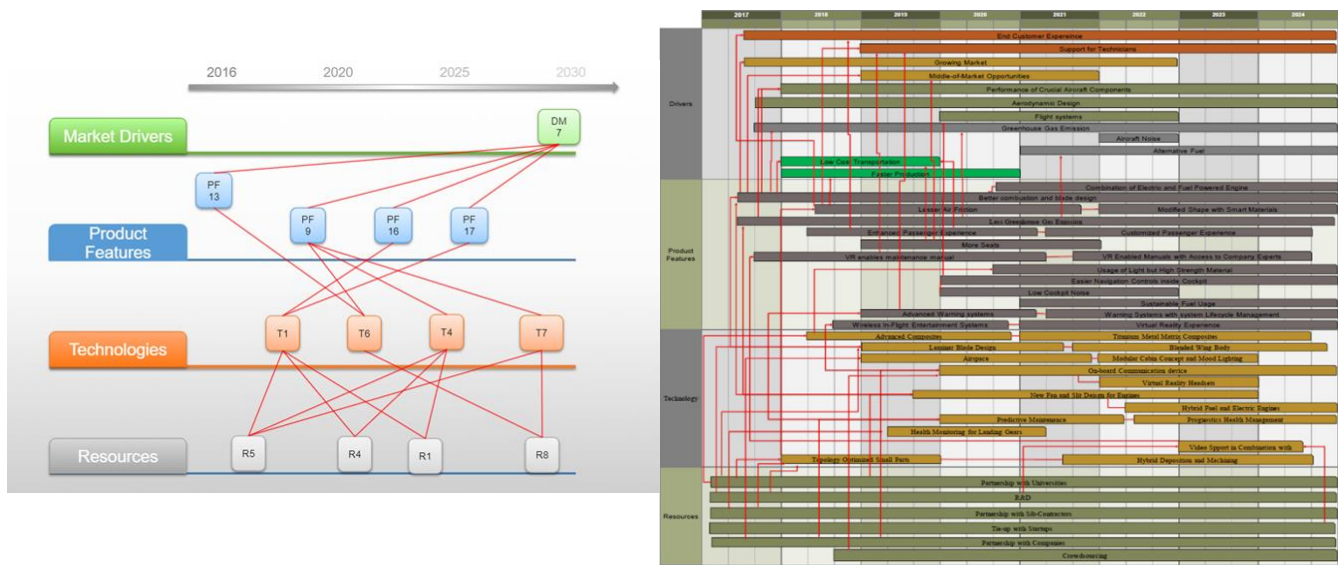 2016 2020 2025 2030
Market Drivers
DM
7
PF
13
Product
Features
PF
9
PF
16
PF
17
Technologies
T1 T6 T4 T7
Resources
R5 R4 R1 R8
2017 2018 2019 2020 2021 2022 2023 2024
Drivers
End Customer Expereince
Support for Technicians
Growing Market
Middle-of-Market Opportunities
Performance of Crucial Aircraft Components
Aerodynamic Design
Flight systems
Greenhouse Gas Emission
Aircraft Noise
Alternative Fuel
Low Cost Transportation
Faster Production
Product
Features
Combination of Electric and Fuel Powered Engine
Better combustion and blade design
Lesser Air Friction Modified Shape with Smart Materials
Less Greenhouse Gas Emission
Enhanced Passenger Experience Customized Passenger Experience
More Seats
VR enables maintenance manual VR Enabled Manuals with Access to Company Experts
Usage of Light but High Strength Material
Easier Navigation Controls inside Cockpit
Low Cockpit Noise
Sustainable Fuel Usage
Advanced Warning systems Warning Systems with system Lifecycle Management
Wireless In-Flight Entertainment Systems Virtual Reality Experience
Technology
Advanced Composites Titanium Metal Matrix Composites
Laminar Blade Design Blended Wing Body
Airspace Modular Cabin Concept and Mood Lighting
On-board Communication device
Virtual Reality Headsets
New Fan and Slit Design for Engines
Hybrid Fuel and Electric Engines
Predictive Maintenance Prognostics Health Management
Health Monitoring for Landing Gears
Video Spport in Combination with
Topology Optimized Small Parts Hybrid Deposition and Machining
Resources
Partnership with Universities
R&D
Partnership with Sub-Contractors
Tie-up with Startups
Partnership with Companies
Crowdsourcing